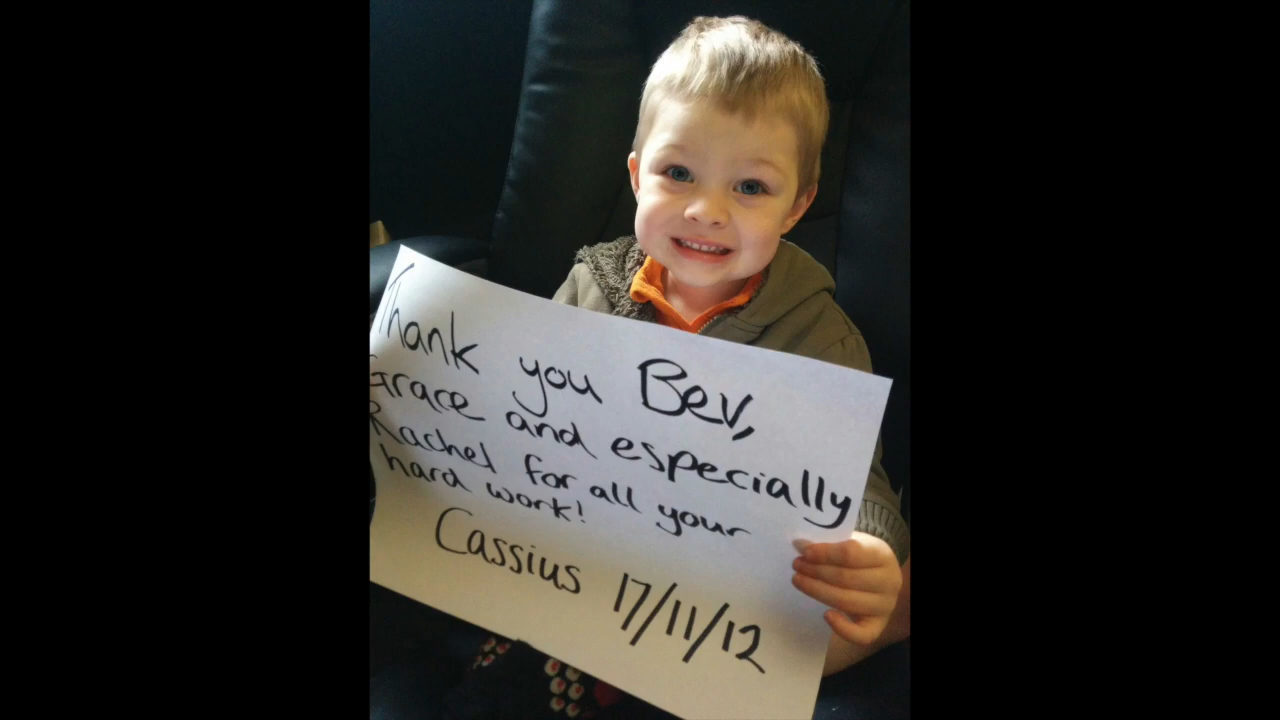 Thank you Bev,
Grace and especially
Rachel for all your
hard work!
Cassius 17/11/12